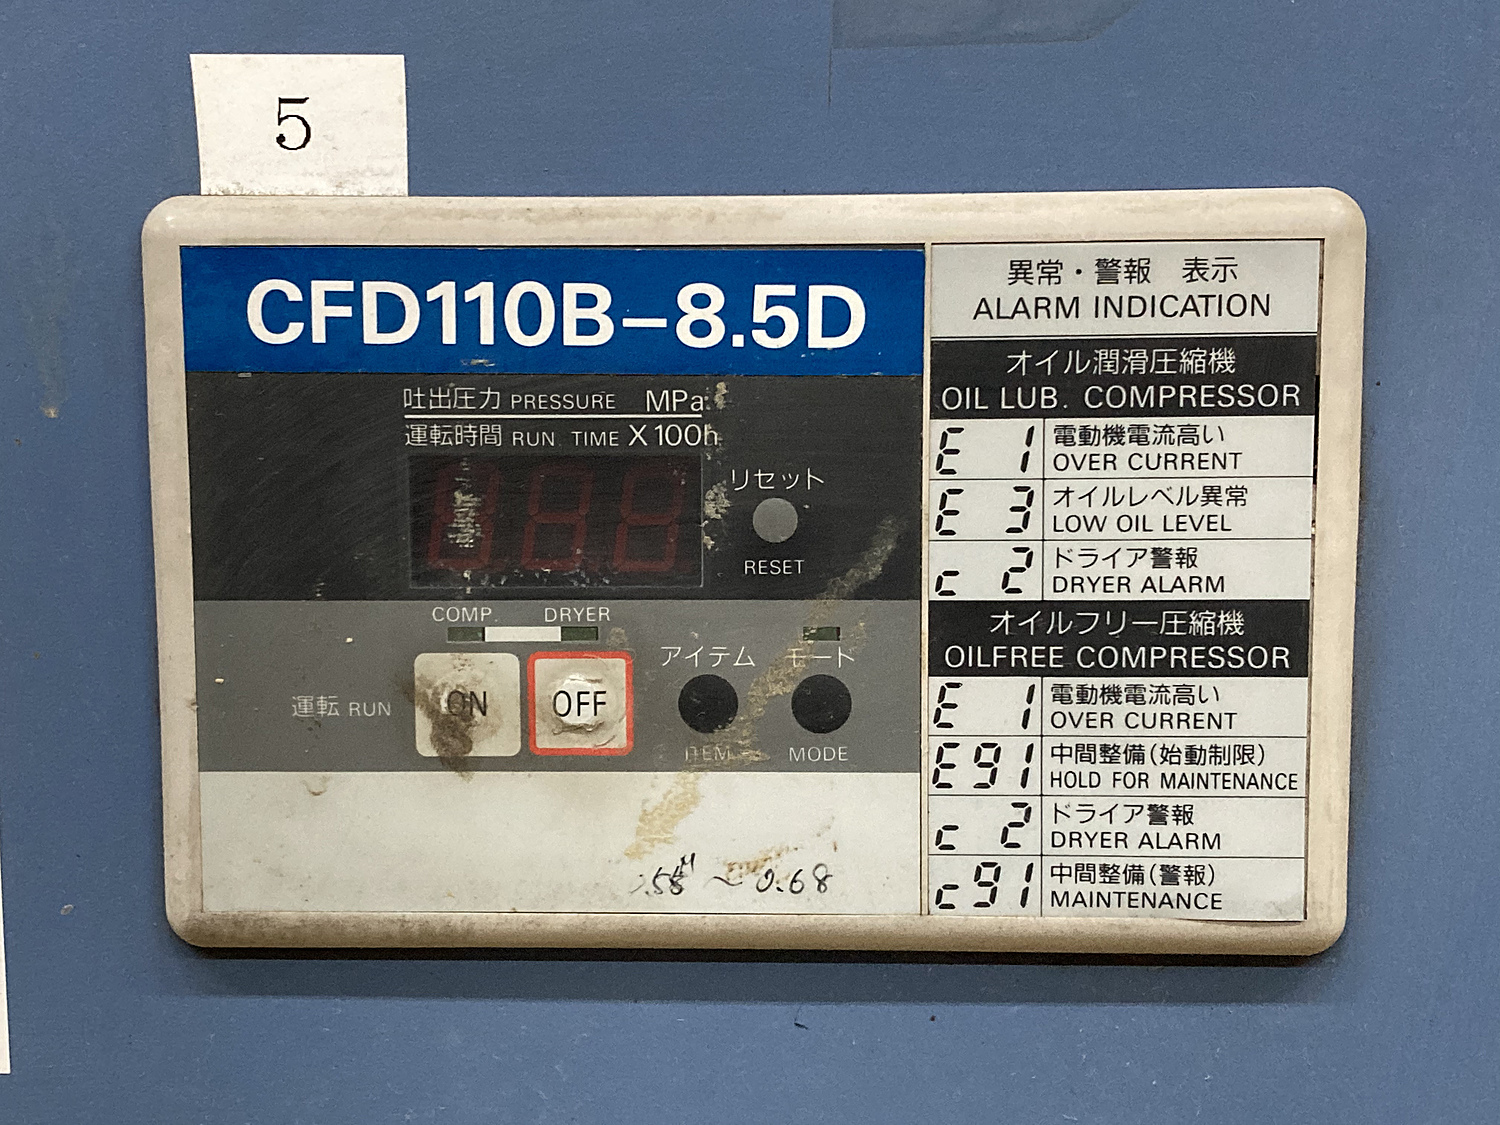 5
CFD110B-8.5D
吐出圧力 PRESSURE MPa
運転時間 RUN TIME X100h
リセット
RESET
COMP. DRYER
アイテム モード
運転 RUN ON OFF
ITEM MODE
.58 ~ 0.68
異常・警報 表示
ALARM INDICATION
オイル潤滑圧縮機
OIL LUB. COMPRESSOR
E 1 電動機電流高い
OVER CURRENT
E 3 オイルレベル異常
LOW OIL LEVEL
c 2 ドライア警報
DRYER ALARM
オイルフリー圧縮機
OILFREE COMPRESSOR
E 1 電動機電流高い
OVER CURRENT
E91 中間整備(始動制限)
HOLD FOR MAINTENANCE
c 2 ドライア警報
DRYER ALARM
c91 中間整備(警報)
MAINTENANCE